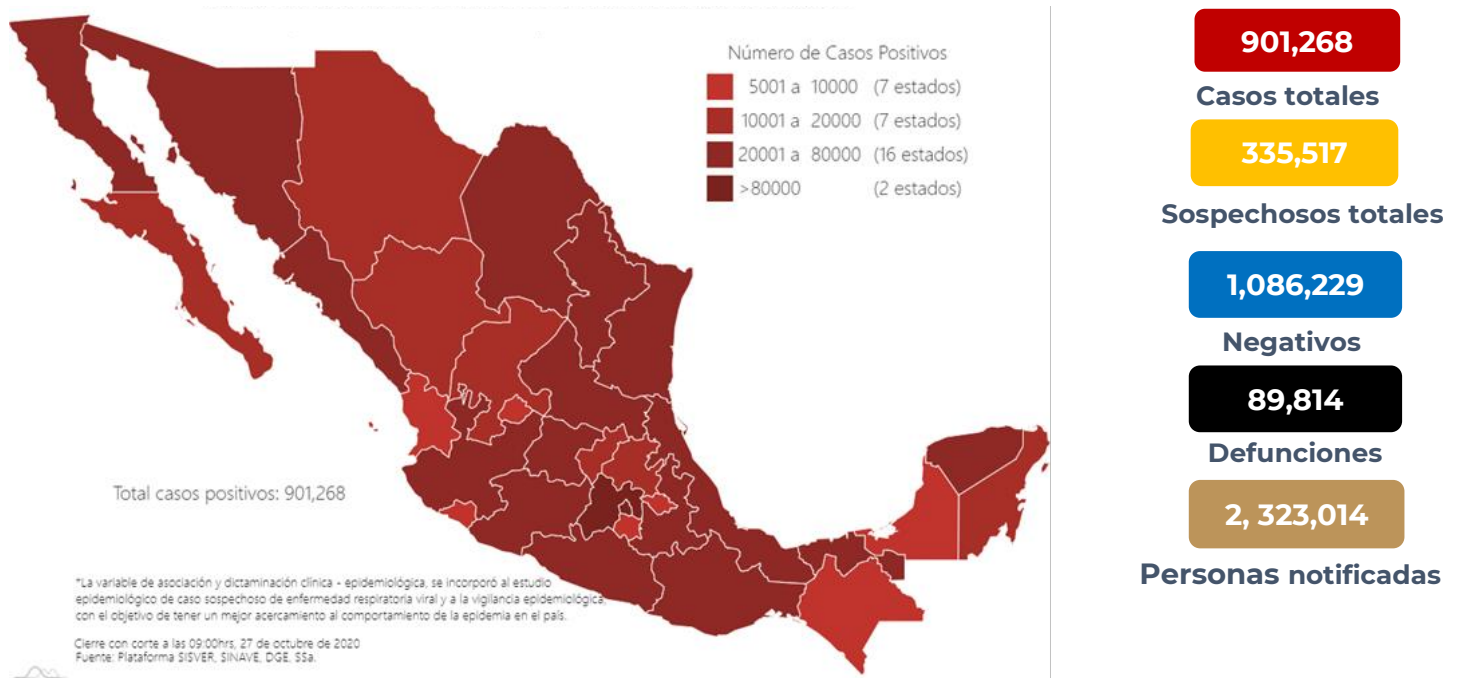 Número de Casos Positivos
5001 a 10000 (7 estados)
10001 a 20000 (7 estados)
20001 a 80000 (16 estados)
>80000 (2 estados)
Total casos positivos: 901,268
*La variable de asociación y dictaminación clínica - epidemiológica, se incorporó al estudio
epidemiológico de caso sospechoso de enfermedad respiratoria viral y a la vigilancia epidemiológica,
con el objetivo de tener un mejor acercamiento al comportamiento de la epidemia en el país.
Cierre con corte a las 09:00hrs, 27 de octubre de 2020
Fuente: Plataforma SISVER, SINAVE, DGE, SSa.
901,268
Casos totales
335,517
Sospechosos totales
1,086,229
Negativos
89,814
Defunciones
2, 323,014
Personas notificadas